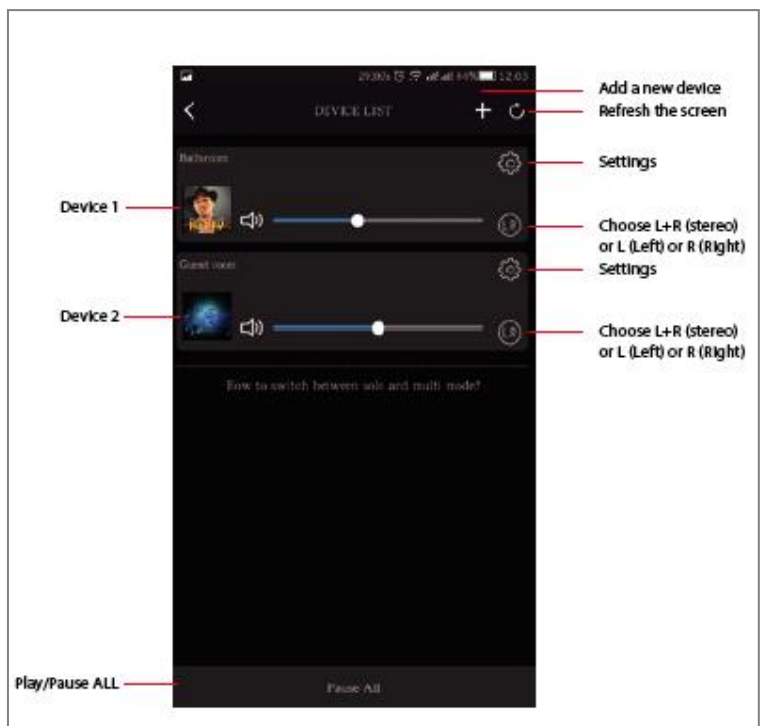 12:03
Add a new device
DEVICE LIST
Refresh the screen
Bathroom
Settings
Device 1
Choose L+R (stereo)
or L (Left) or R (Right)
Guest room
Settings
Device 2
Choose L+R (stereo)
or L (Left) or R (Right)
How to switch between solo and multi mode?
Play/Pause ALL
Pause All